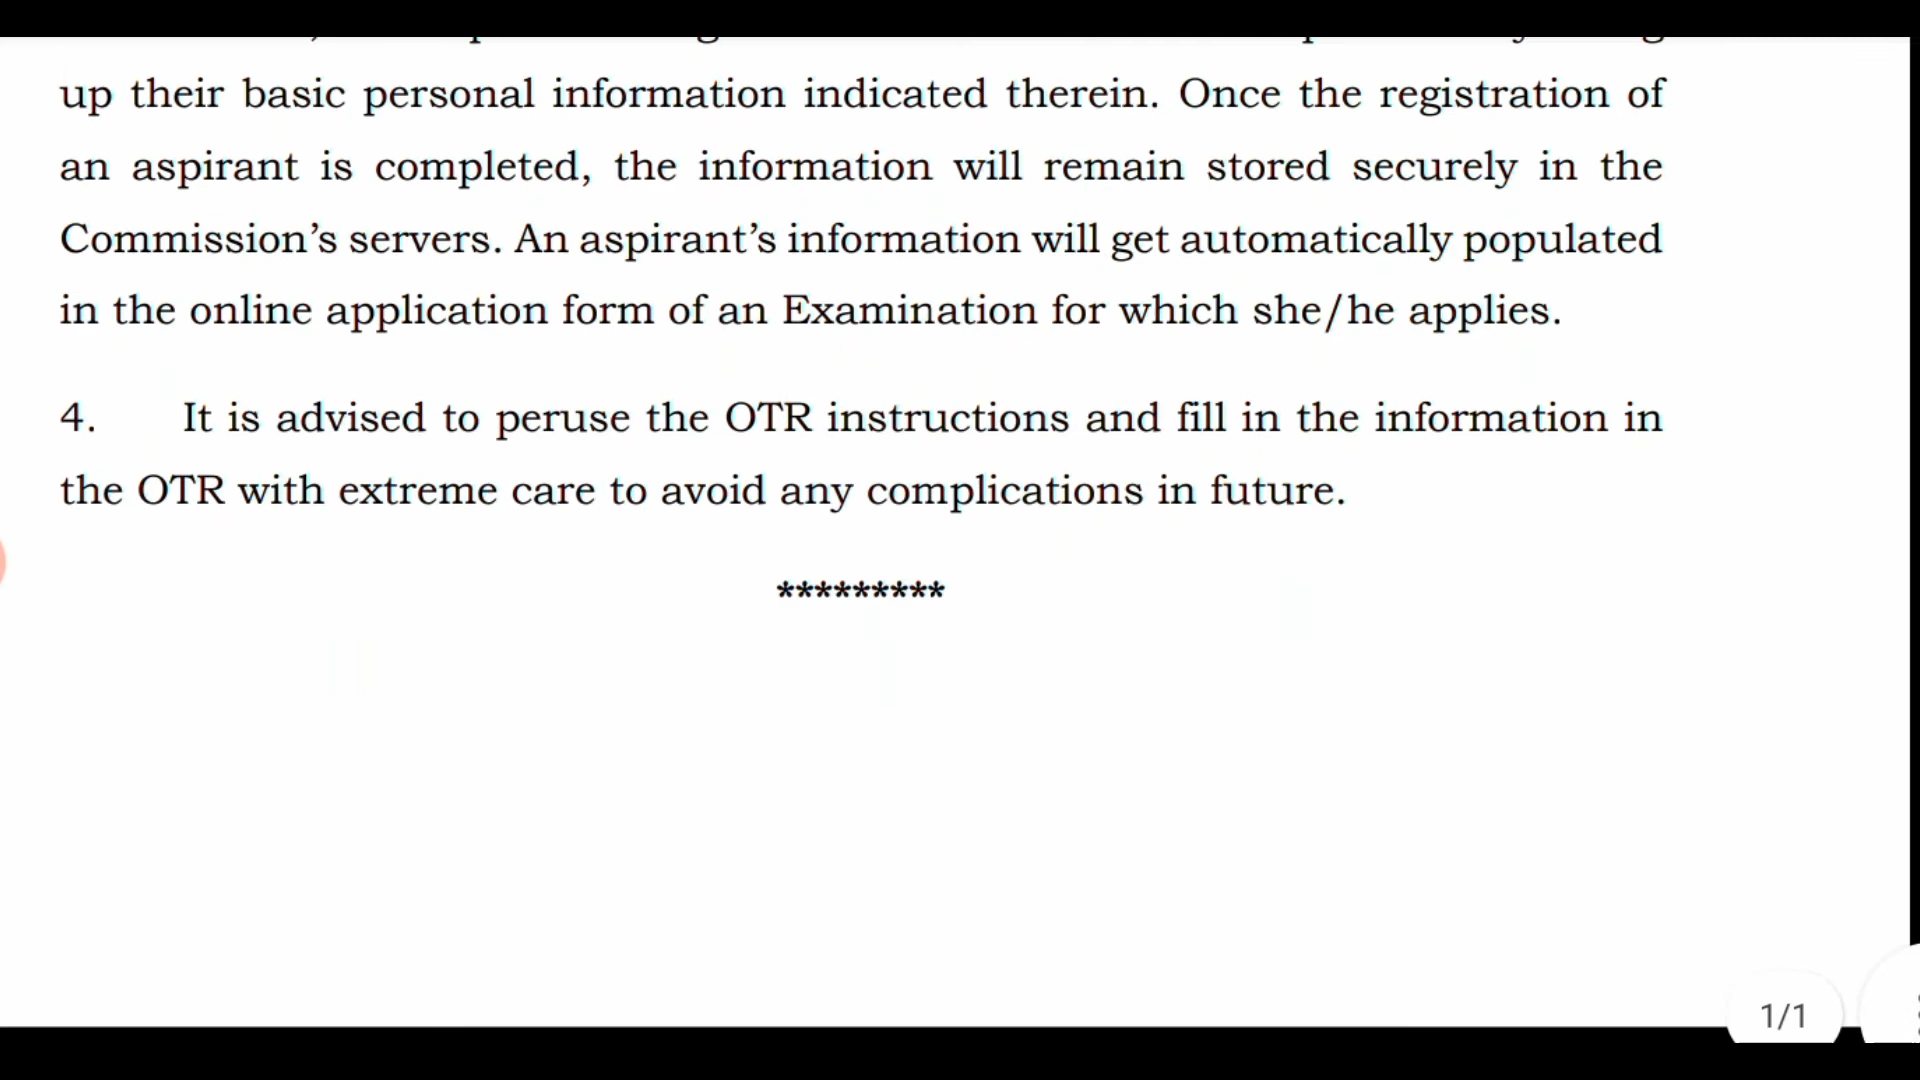 up their basic personal information indicated therein. Once the registration of
an aspirant is completed, the information will remain stored securely in the
Commission’s servers. An aspirant’s information will get automatically populated
in the online application form of an Examination for which she/he applies.
4. It is advised to peruse the OTR instructions and fill in the information in
the OTR with extreme care to avoid any complications in future.
*********
1/1